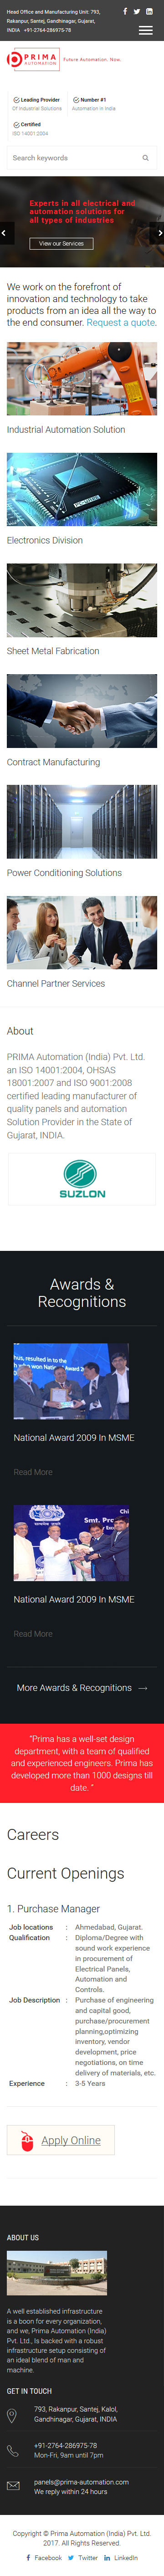 Head Office and Manufacturing Unit: 793,
Rakanpur, Santej, Gandhinagar, Gujarat,
INDIA +91-2764-286975-78
PRIMA
AUTOMATION
Future Automation. Now.
Leading Provider
Of Industrial Solutions
Number #1
Automation in India
Certified
ISO 14001:2004
Search keywords
Experts in all electrical and
automation solutions for
all types of industries
View our Services
We work on the forefront of
innovation and technology to take
products from an idea all the way to
the end consumer. Request a quote.
Industrial Automation Solution
Electronics Division
Sheet Metal Fabrication
Contract Manufacturing
Power Conditioning Solutions
Channel Partner Services
About
PRIMA Automation (India) Pvt. Ltd.
an ISO 14001:2004, OHSAS
18001:2007 and ISO 9001:2008
certified leading manufacturer of
quality panels and automation
Solution Provider in the State of
Gujarat, INDIA.
SUZLON
Awards &
Recognitions
National Award 2009 In MSME
Read More
National Award 2009 In MSME
Read More
More Awards & Recognitions
"Prima has a well-set design
department, with a team of qualified
and experienced engineers. Prima has
developed more than 1000 designs till
date. "
Careers
Current Openings
1. Purchase Manager
Job locations : Ahmedabad, Gujarat.
Qualification : Diploma/Degree with
sound work experience
in procurement of
Electrical Panels,
Automation and
Controls.
Job Description : Purchase of engineering
and capital good,
purchase/procurement
planning,optimizing
inventory, vendor
development, price
negotiations, on time
delivery of materials, etc.
Experience : 3-5 Years
Apply Online
ABOUT US
A well established infrastructure
is a boon for every organization,
and we, Prima Automation (India)
Pvt. Ltd., Is backed with a robust
infrastructure setup consisting of
an ideal blend of man and
machine.
GET IN TOUCH
793, Rakanpur, Santej, Kalol,
Gandhinagar, Gujarat, INDIA
+91-2764-286975-78
Mon-Fri, 9am until 7pm
panels@prima-automation.com
We reply within 24 hours
Copyright © Prima Automation (India) Pvt. Ltd.
2017. All Rights Reserved.
Facebook Twitter LinkedIn